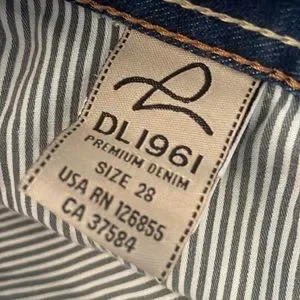 DL1961
PREMIUM DENIM
SIZE 28
USA RN 126855
CA 37584